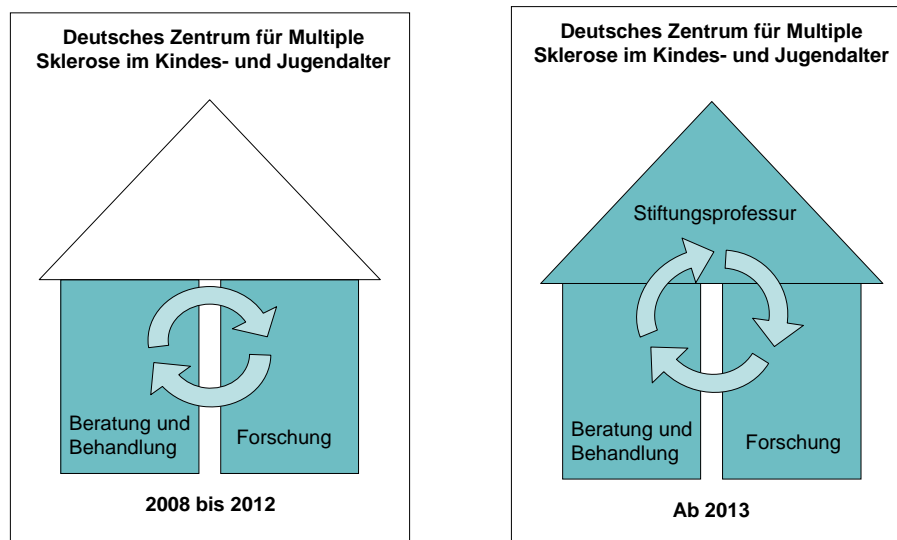 Deutsches Zentrum für Multiple
Sklerose im Kindes- und Jugendalter
Beratung und
Behandlung
Forschung
2008 bis 2012
Deutsches Zentrum für Multiple
Sklerose im Kindes- und Jugendalter
Stiftungsprofessur
Beratung und
Behandlung
Forschung
Ab 2013